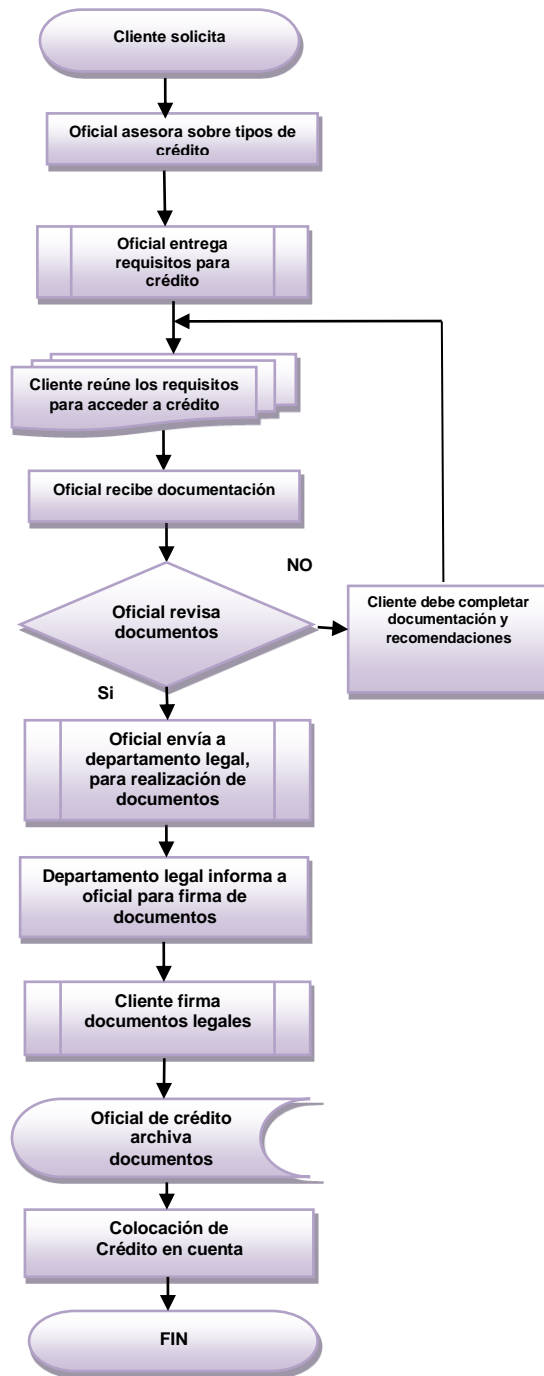 Cliente solicita
Oficial asesora sobre tipos de
crédito
Oficial entrega
requisitos para
crédito
Cliente reúne los requisitos
para acceder a crédito
Oficial recibe documentación
NO
Oficial revisa
documentos
Cliente debe completar
documentación y
recomendaciones
Si
Oficial envía a
departamento legal,
para realización de
documentos
Departamento legal informa a
oficial para firma de
documentos
Cliente firma
documentos legales
Oficial de crédito
archiva
documentos
Colocación de
Crédito en cuenta
FIN